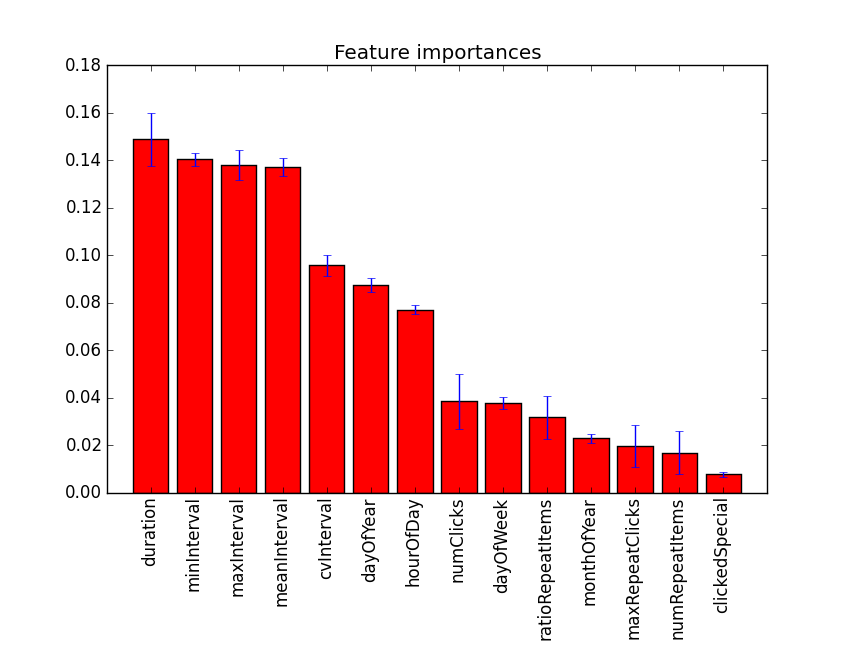 Feature importances
0.18
0.16
0.14
0.12
0.10
0.08
0.06
0.04
0.02
0.00
duration
minInterval
maxInterval
meanInterval
cvInterval
dayOfYear
hourOfDay
numClicks
dayOfWeek
ratioRepeatItems
monthOfYear
maxRepeatClicks
numRepeatItems
clickedSpecial